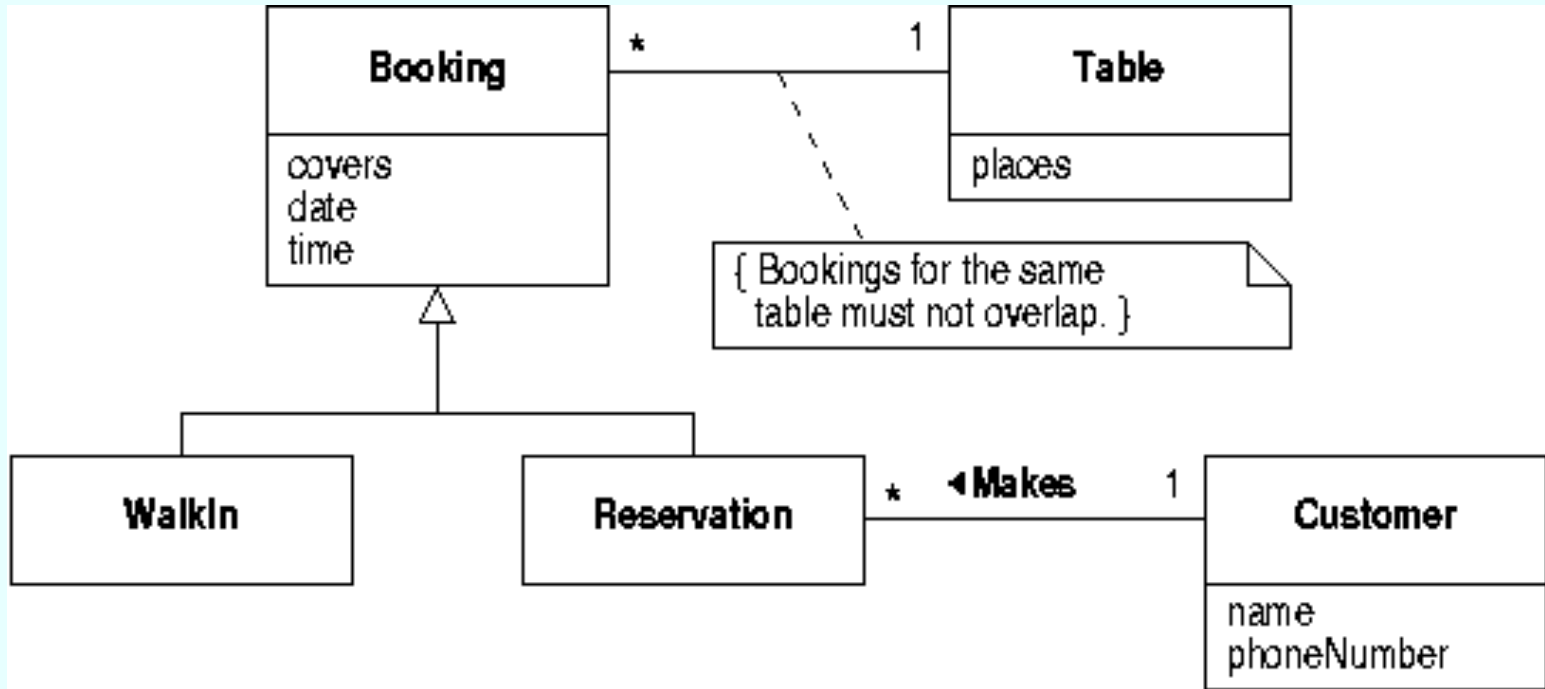 Booking
* 1
Table
covers
date
time
places
{ Bookings for the same
table must not overlap. }
WalkIn
Reservation
* ◄Makes 1
Customer
name
phoneNumber